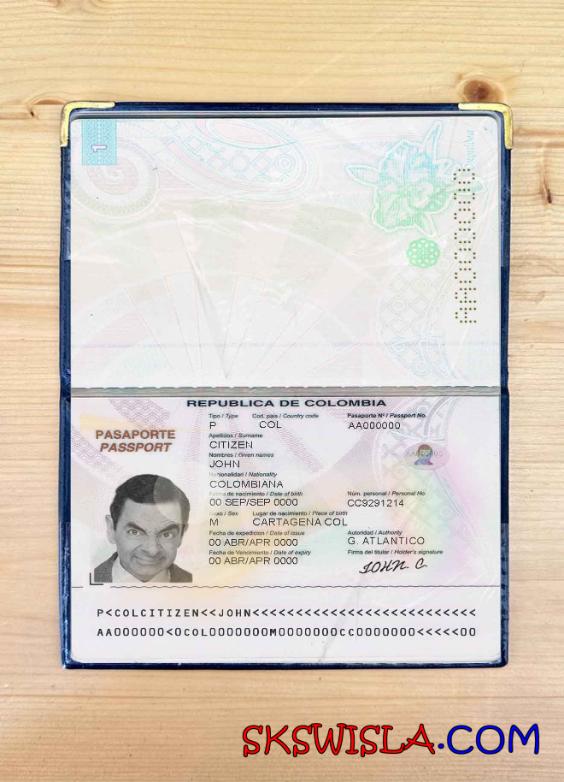 1
AA000000
REPUBLICA DE COLOMBIA
PASAPORTE
PASSPORT
Tipo / Type Cod. pais / Country code Pasaporte Nº / Passport No.
P COL AA000000
Apellidos / Surname
CITIZEN
Nombres / Given names
JOHN
Nacionalidad / Nationality
COLOMBIANA
Fecha de nacimiento / Date of birth Núm. personal / Personal No
00 SEP/SEP 0000 CC9291214
Sexo / Sex Lugar de nacimiento / Place of birth
M CARTAGENA COL
Fecha de expedición / Date of issue Autoridad / Authority
00 ABR/APR 0000 G. ATLANTICO
Fecha de Vencimiento / Date of expiry Firma del titular / Holder's signature
00 ABR/APR 0000 JOHN C
P<COLCITIZEN<<JOHN<<<<<<<<<<<<<<<<<<<<<<<<<<
AA000000<0COL0000000M0000000CC0000000<<<<<00
SKSWISLA.COM